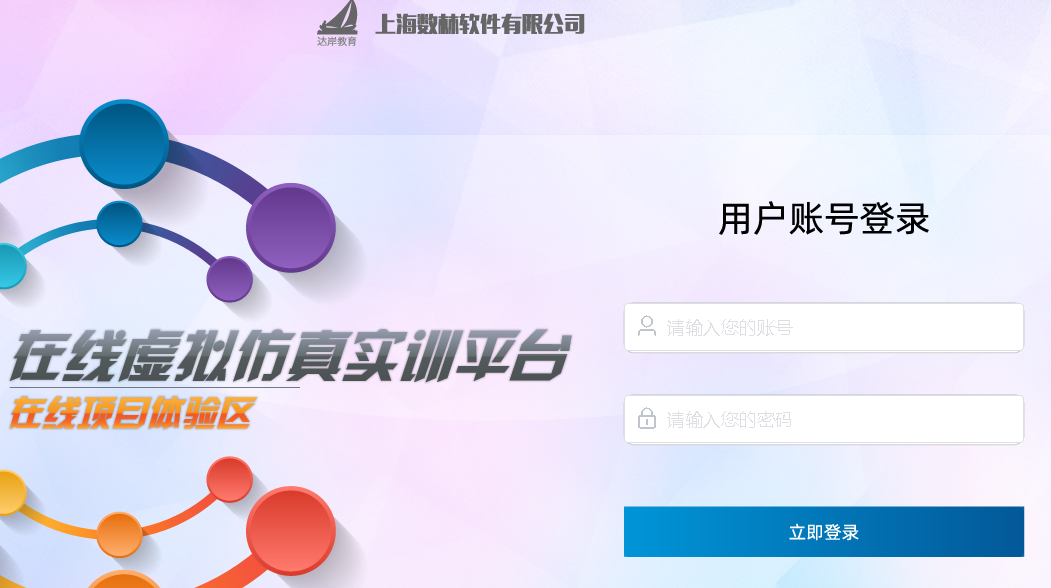 达岸教育
上海数林软件有限公司
用户账号登录
请输入您的账号
在线虚拟仿真实训平台
在线项目体验区
请输入您的密码
立即登录